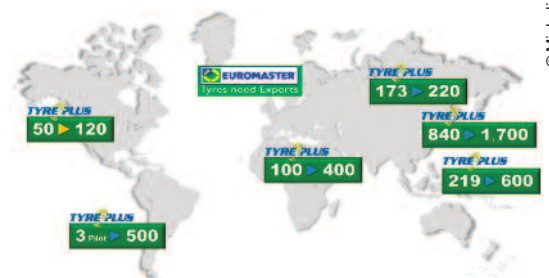 EUROMASTER
Tyres need Experts
TYRE PLUS
173 220
TYRE PLUS
50 120
TYRE PLUS
840 1,700
TYRE PLUS
100 400
TYRE PLUS
219 600
TYRE PLUS
3 Pilot 500